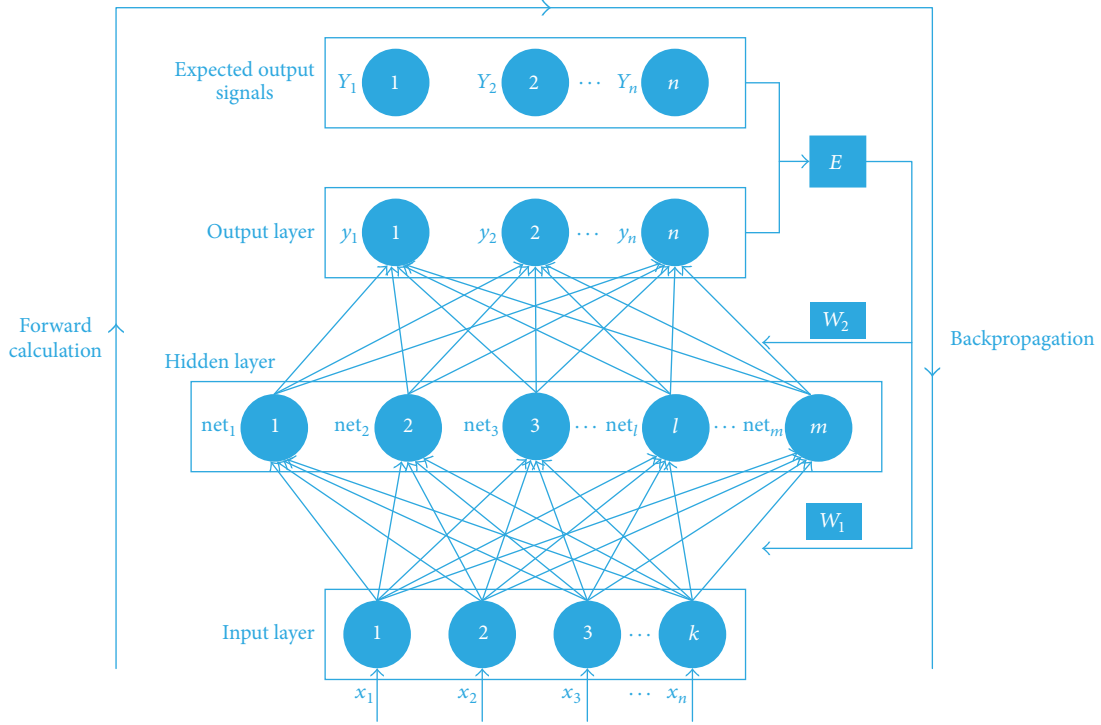 Expected output
signals
Y₁ 1 Y₂ 2 ··· Yₙ n
E
Output layer
y₁ 1 y₂ 2 ··· yₙ n
Forward
calculation
W₂
Backpropagation
Hidden layer
net₁ 1 net₂ 2 net₃ 3 ··· netₗ l ··· netₘ m
W₁
Input layer
1 2 3 ··· k
x₁ x₂ x₃ ··· xₙ